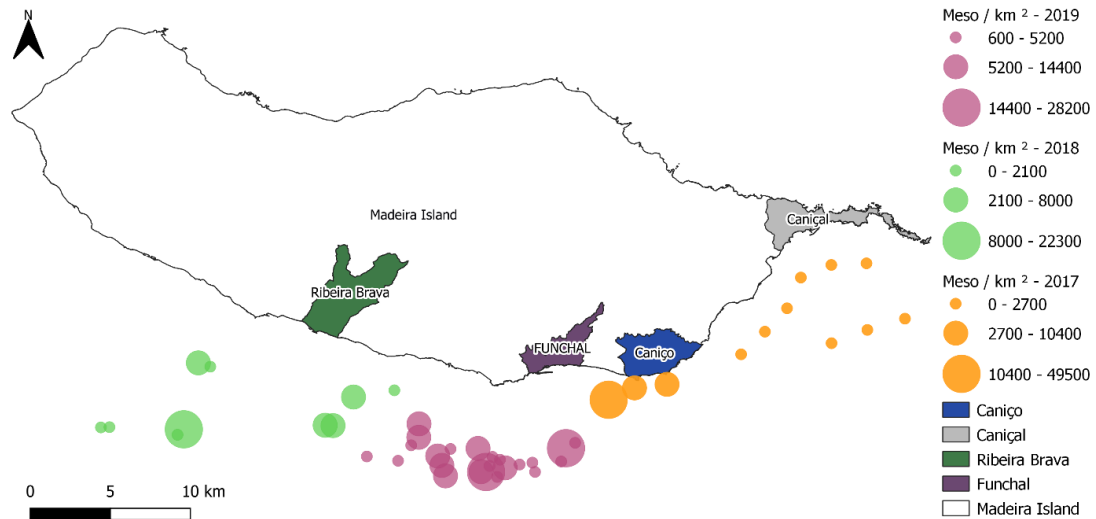 N
Madeira Island
Ribeira Brava
FUNCHAL
Caniço
Caniçal
0 5 10 km
Meso / km ² - 2019
600 - 5200
5200 - 14400
14400 - 28200
Meso / km ² - 2018
0 - 2100
2100 - 8000
8000 - 22300
Meso / km ² - 2017
0 - 2700
2700 - 10400
10400 - 49500
Caniço
Caniçal
Ribeira Brava
Funchal
Madeira Island